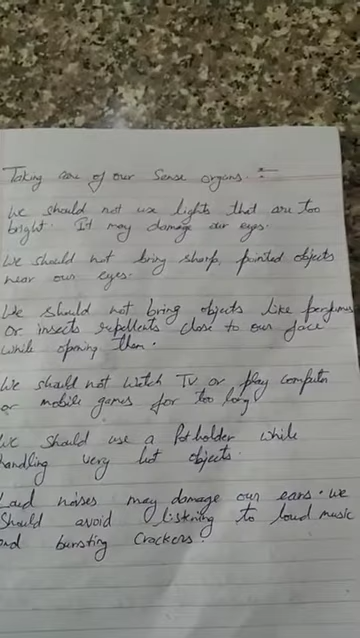 Taking care of our Sense organs. :-
We should not use lights that are too
bright. It may damage our eyes.
We should not bring sharp, pointed objects
near our eyes.
We should not bring objects like perfumes
or insects repellents close to our face
while opening them.
We should not watch TV or play computer
or mobile games for too long
We should use a Potholder while
handling very hot objects.
Loud noises may damage our ears. We
Should avoid listening to loud music
and bursting Crackers.